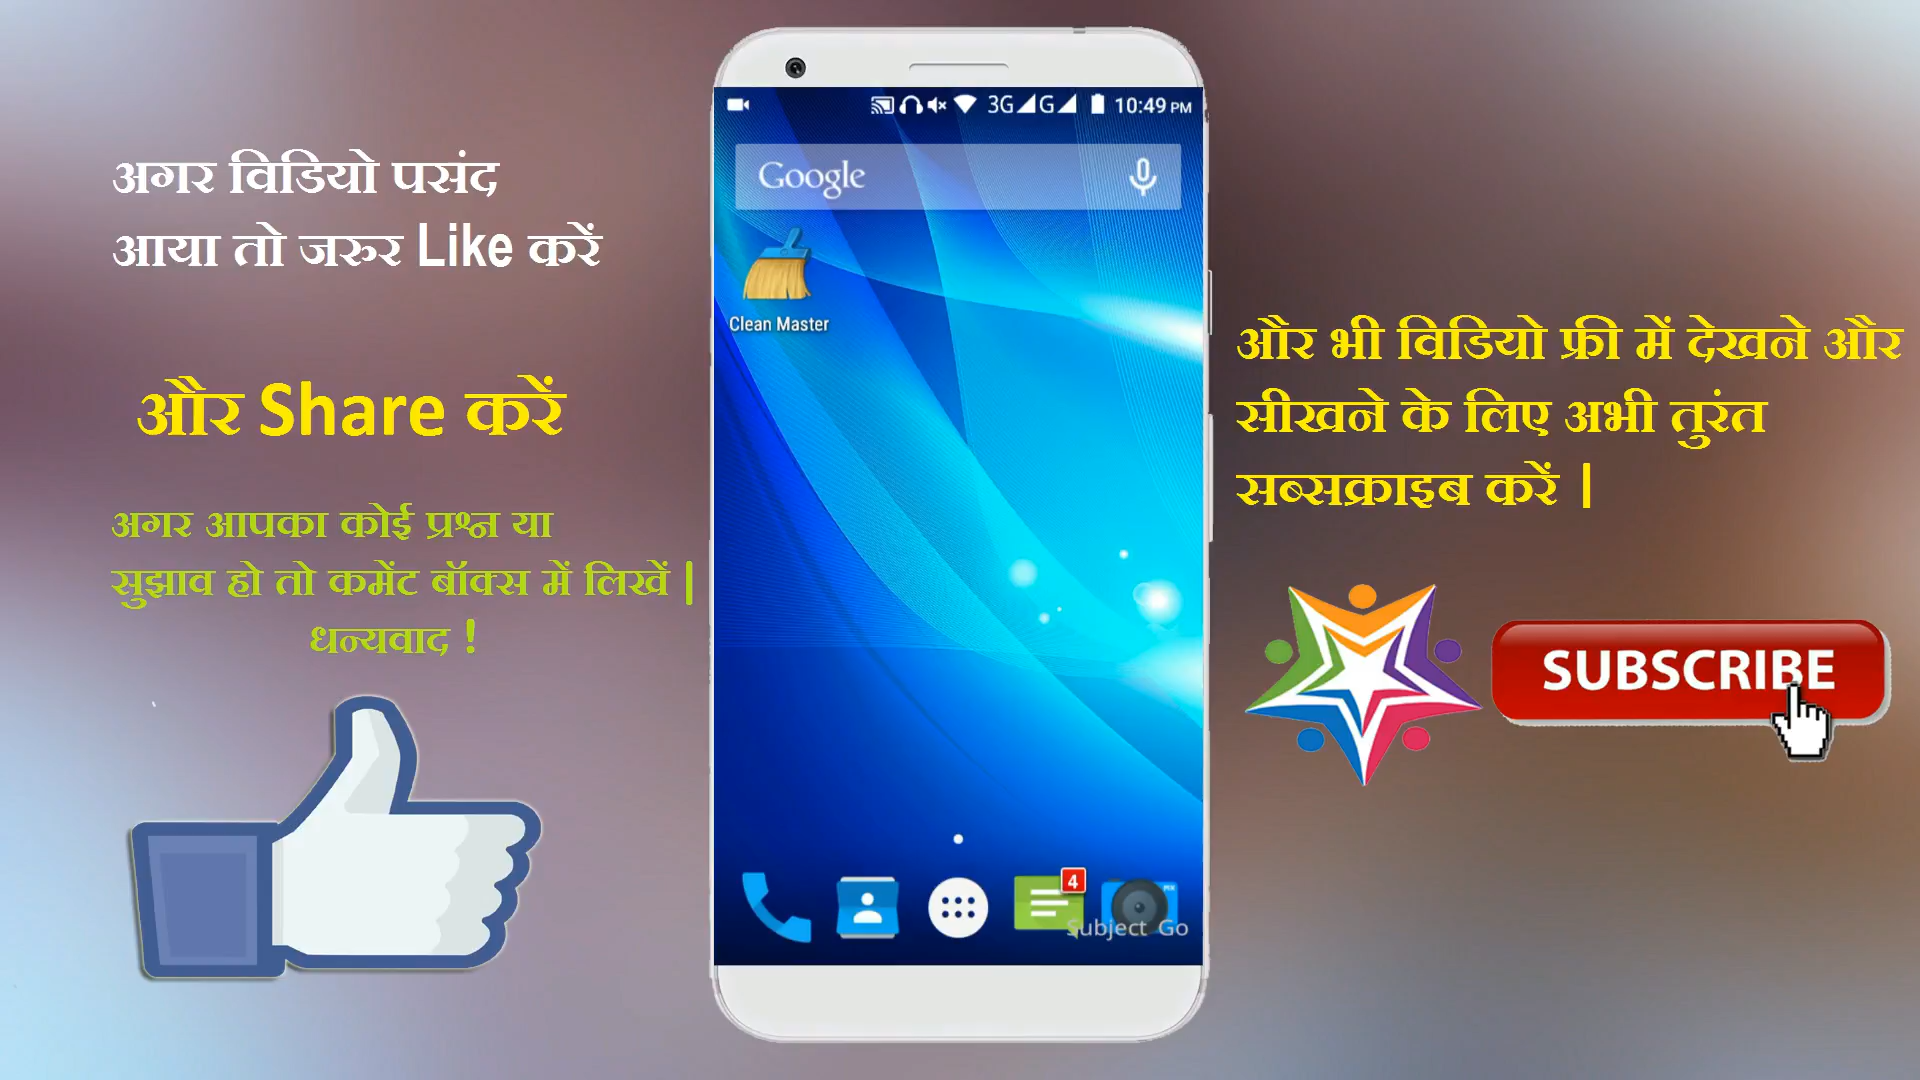 अगर विडियो पसंद
आया तो जरुर Like करें
और Share करें
अगर आपका कोई प्रश्न या
सुझाव हो तो कमेंट बॉक्स में लिखें |
धन्यवाद !
3G G 10:49 PM
Google
Clean Master
4
Subject Go
और भी विडियो फ्री में देखने और
सीखने के लिए अभी तुरंत
सब्सक्राइब करें |
SUBSCRIBE